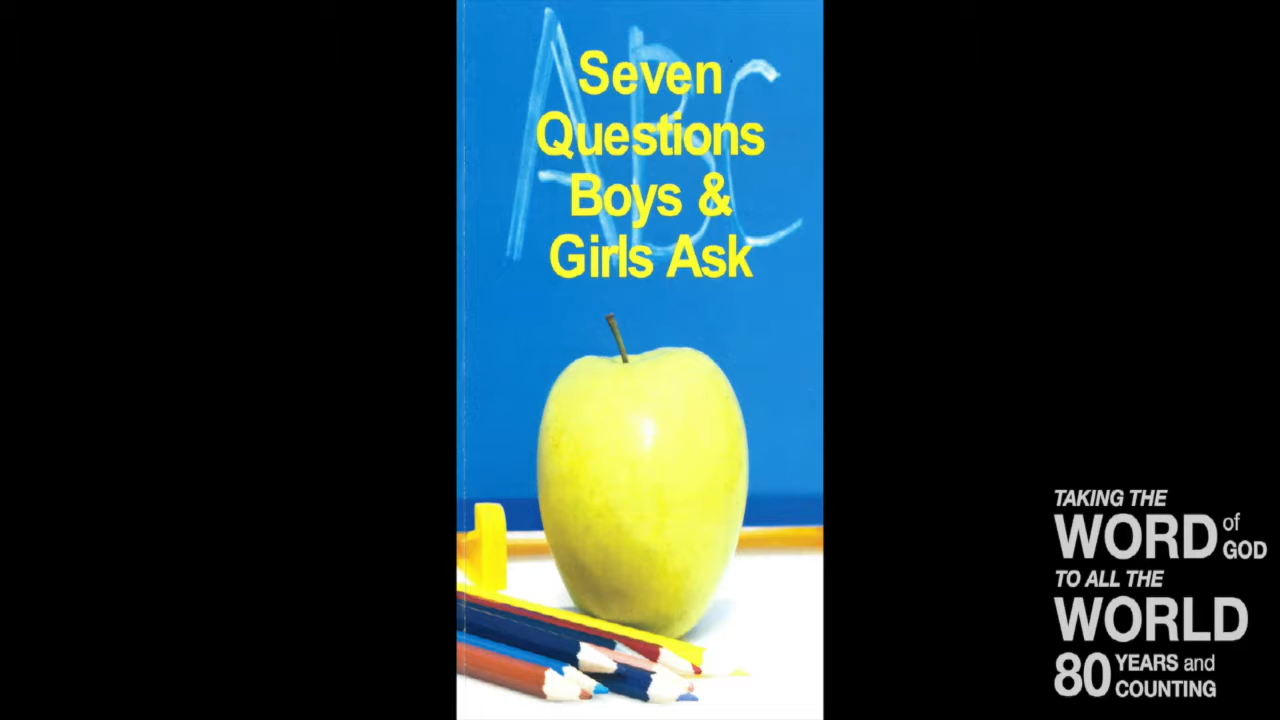 ABC
Seven
Questions
Boys &
Girls Ask
TAKING THE
WORD of GOD
TO ALL THE
WORLD
80 YEARS and
COUNTING